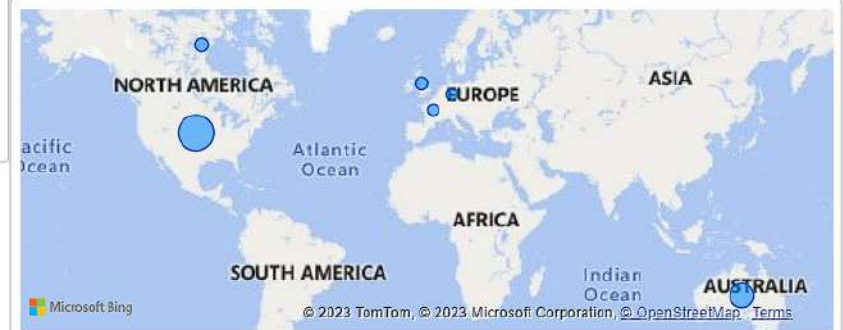 NORTH AMERICA
EUROPE
ASIA
acific
Ocean
Atlantic
Ocean
AFRICA
SOUTH AMERICA
Indian
Ocean
AUSTRALIA
Microsoft Bing
© 2023 TomTom, © 2023 Microsoft Corporation, © OpenStreetMap Terms